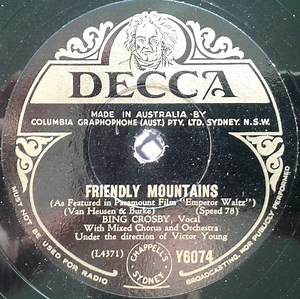 DECCA
MADE IN AUSTRALIA BY
COLUMBIA GRAPHOPHONE (AUST.) PTY. LTD. SYDNEY. N.S.W.
FRIENDLY MOUNTAINS
(As Featured in Paramount Film "Emperor Waltz")
(Van Heusen & Burke) (Speed 78)
BING CROSBY, Vocal
With Mixed Chorus and Orchestra
Under the direction of Victor Young
(L4371)
CHAPPELL'S
SYDNEY
Y6074
MUST NOT BE USED FOR RADIO
BROADCASTING, NOR PUBLICLY PERFORMED